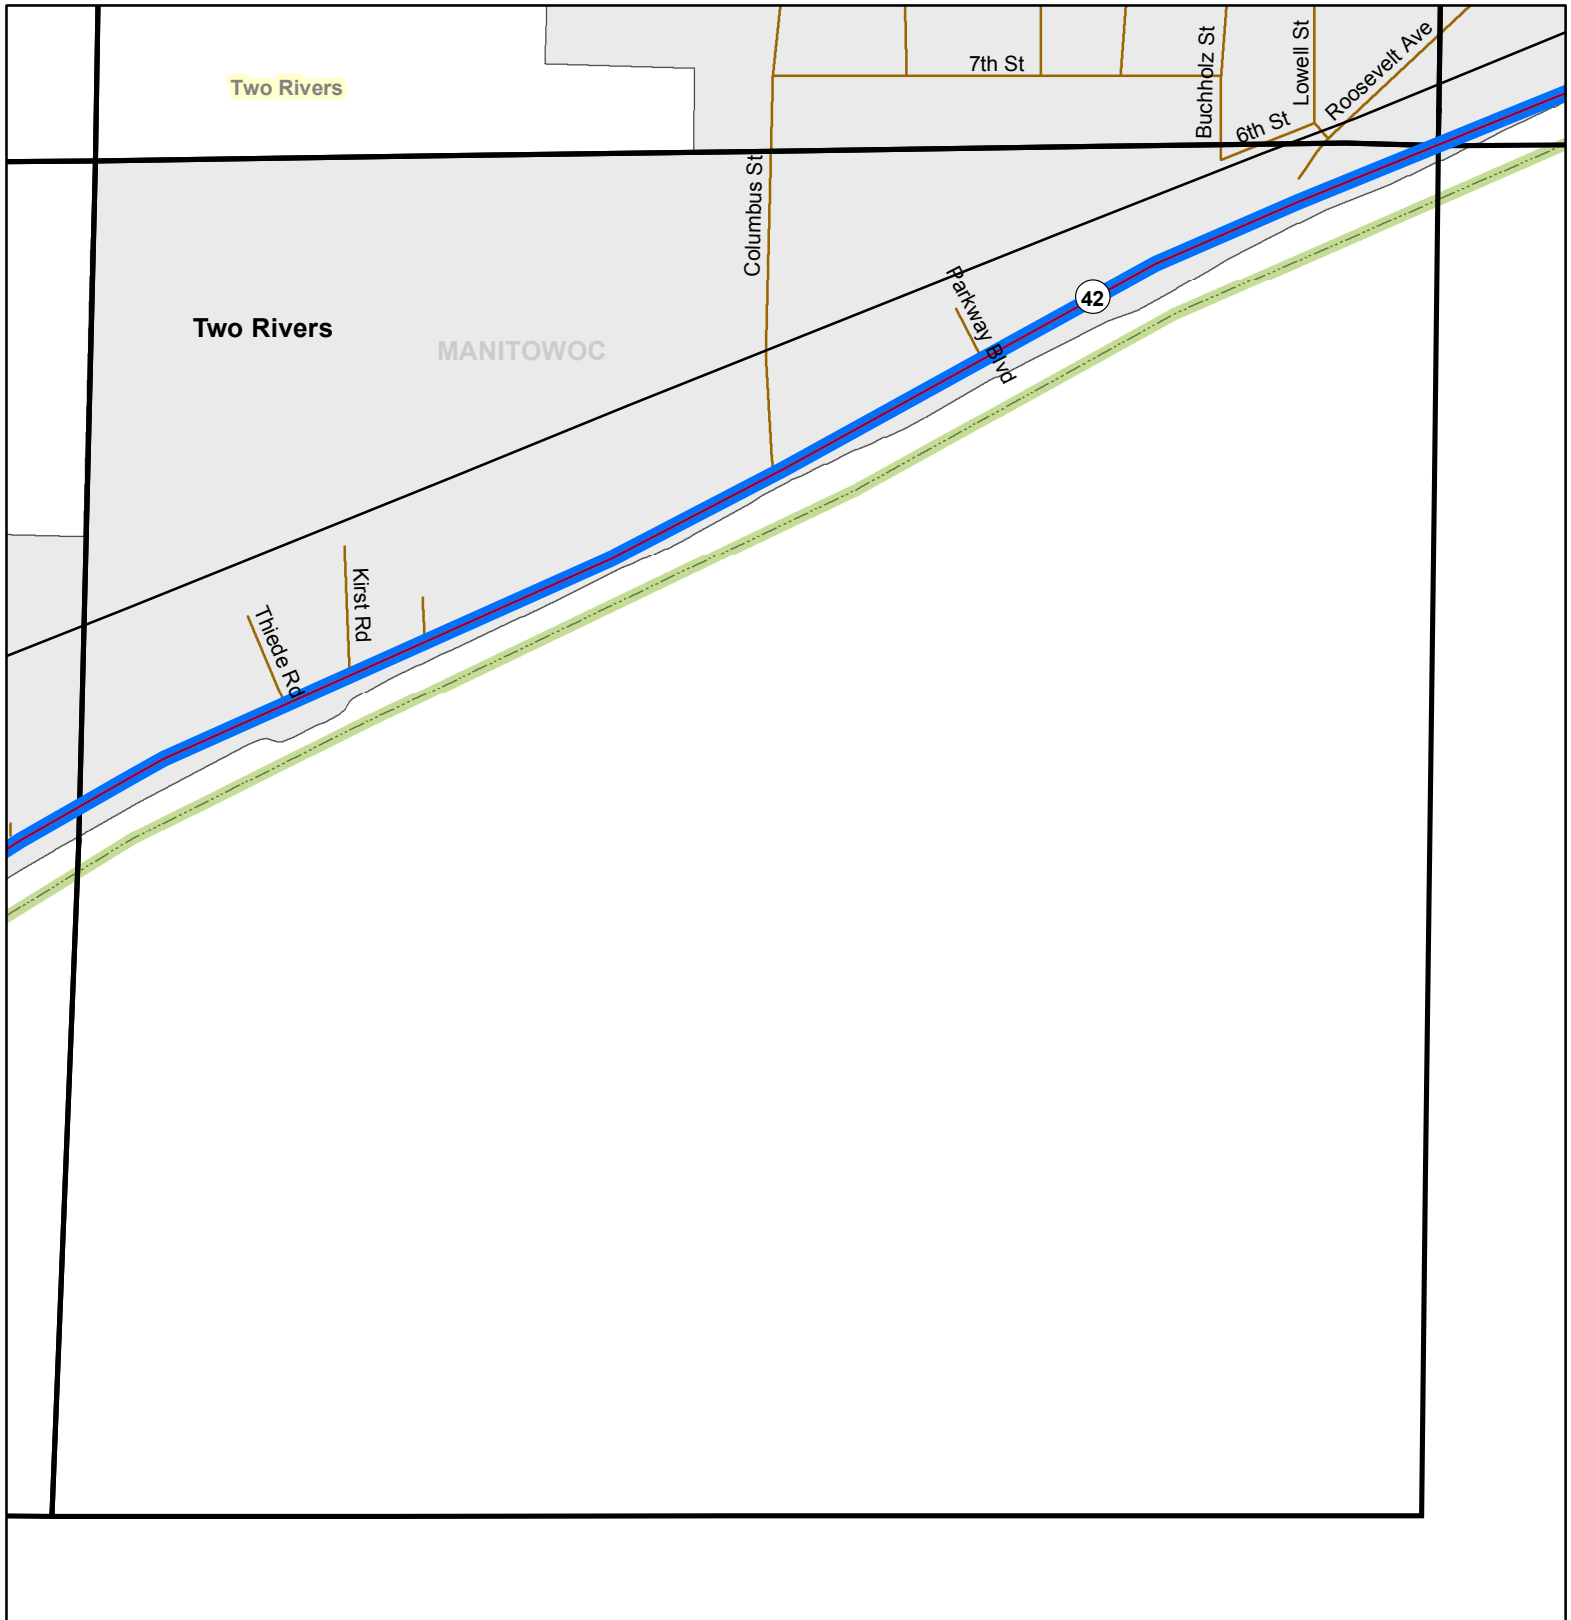 7th St
Buchholz St
Lowell St
Roosevelt Ave
Two Rivers
6th St
Columbus St
Parkway Blvd
42
Two Rivers
MANITOWOC
Kirst Rd
Thiede Rd